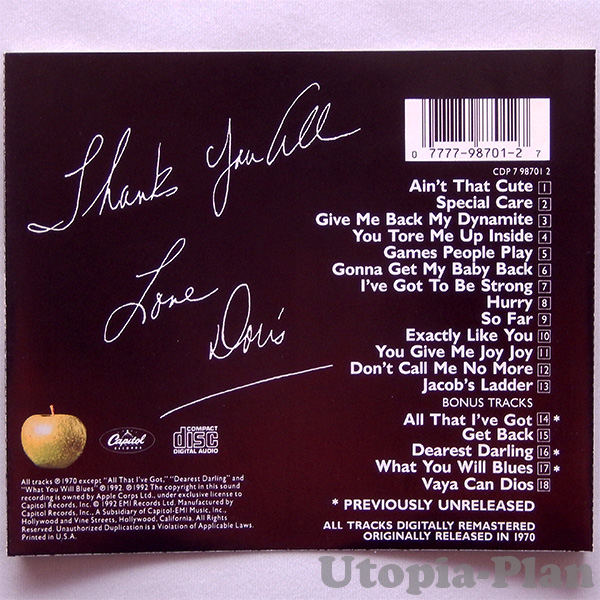 Thanks You All
Love
Doris
0 7777-98701-2 7
CDP 7 98701 2
Ain't That Cute 1
Special Care 2
Give Me Back My Dynamite 3
You Tore Me Up Inside 4
Games People Play 5
Gonna Get My Baby Back 6
I've Got To Be Strong 7
Hurry 8
So Far 9
Exactly Like You 10
You Give Me Joy Joy 11
Don't Call Me No More 12
Jacob's Ladder 13
BONUS TRACKS
All That I've Got 14 *
Get Back 15
Dearest Darling 16 *
What You Will Blues 17 *
Vaya Can Dios 18
* PREVIOUSLY UNRELEASED
ALL TRACKS DIGITALLY REMASTERED
ORIGINALLY RELEASED IN 1970
Capitol
RECORDS
COMPACT
disc
DIGITAL AUDIO
All tracks ℗1970 except "All That I've Got," "Dearest Darling" and
"What You Will Blues" ℗1992. ℗1992 The copyright in this sound
recording is owned by Apple Corps Ltd., under exclusive license to
Capitol Records, Inc. © 1992 EMI Records Ltd. Manufactured by
Capitol Records, Inc., A Subsidiary of Capitol-EMI Music, Inc.,
Hollywood and Vine Streets, Hollywood, California. All Rights
Reserved. Unauthorized Duplication is a Violation of Applicable Laws.
Printed in U.S.A.
Utopia-Plan